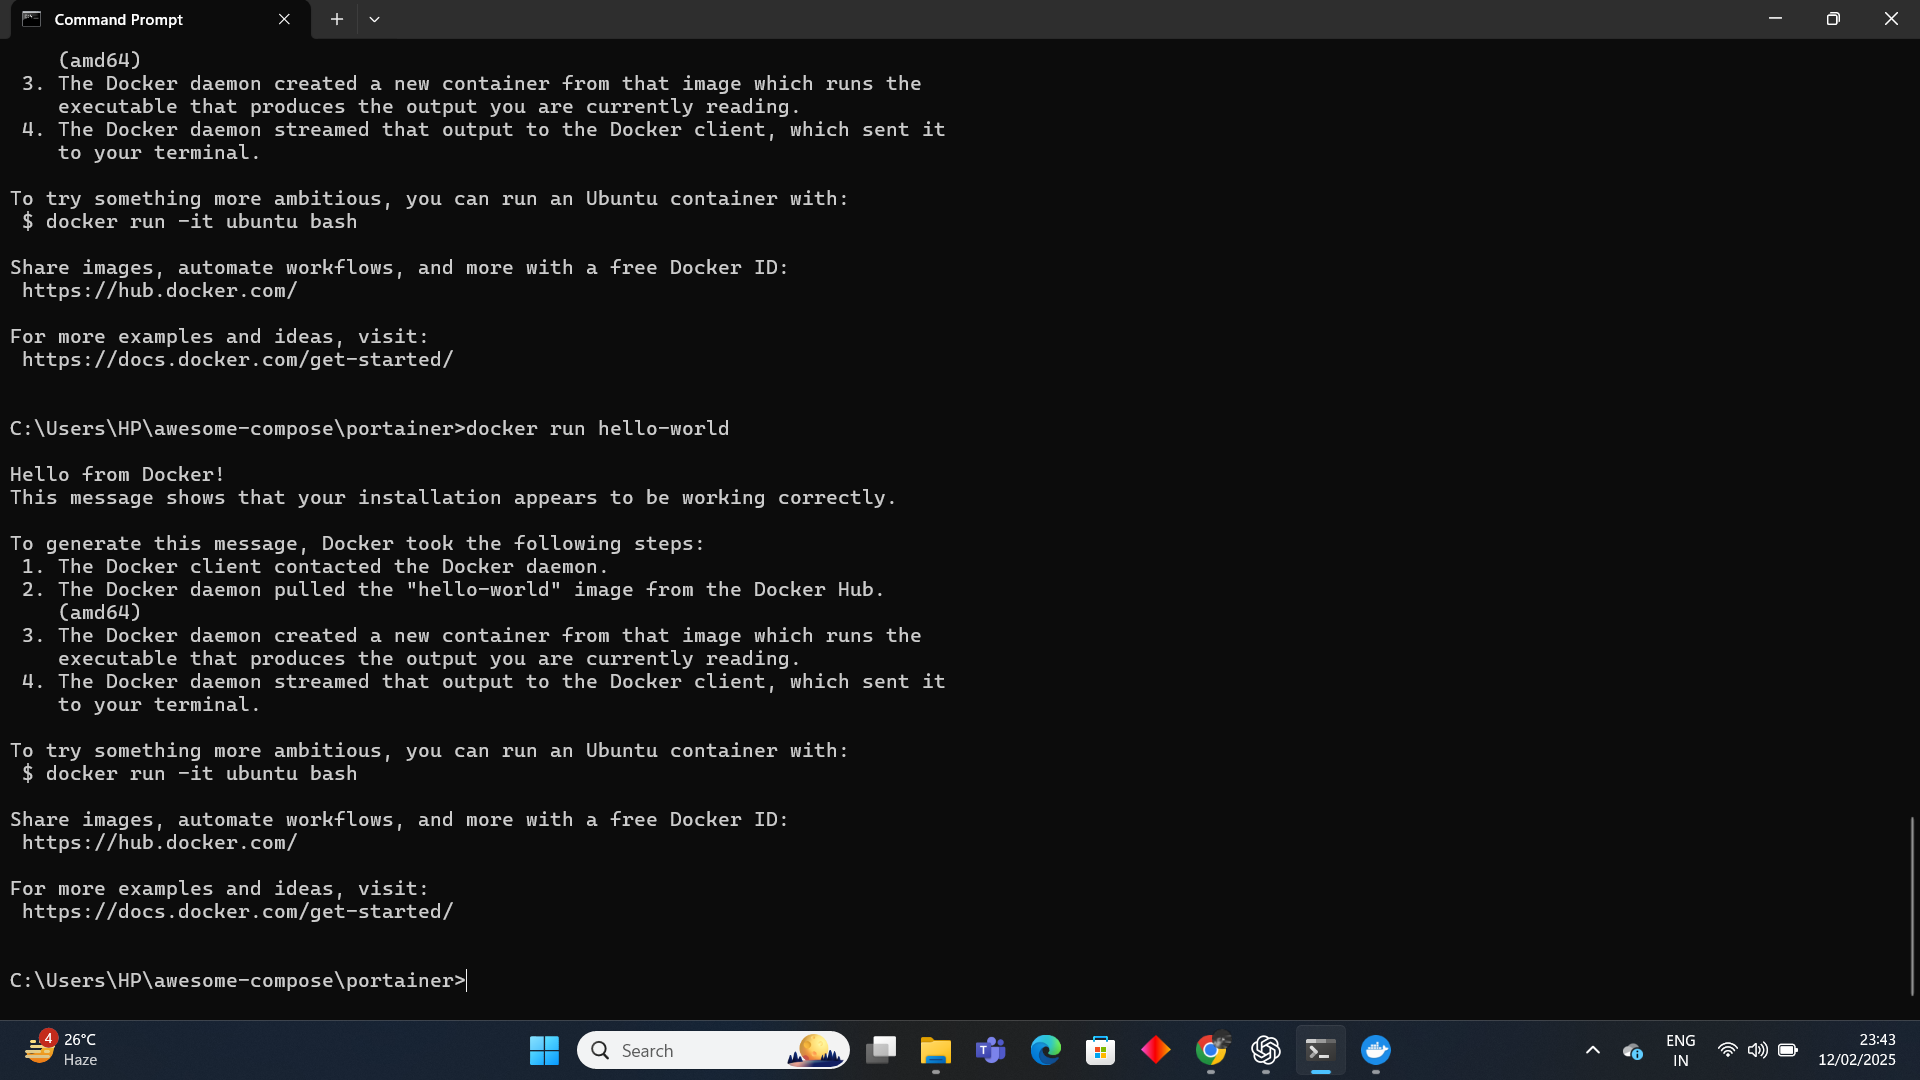 Command Prompt
(amd64)
3. The Docker daemon created a new container from that image which runs the
executable that produces the output you are currently reading.
4. The Docker daemon streamed that output to the Docker client, which sent it
to your terminal.
To try something more ambitious, you can run an Ubuntu container with:
$ docker run -it ubuntu bash
Share images, automate workflows, and more with a free Docker ID:
https://hub.docker.com/
For more examples and ideas, visit:
https://docs.docker.com/get-started/
C:\Users\HP\awesome-compose\portainer>docker run hello-world
Hello from Docker!
This message shows that your installation appears to be working correctly.
To generate this message, Docker took the following steps:
1. The Docker client contacted the Docker daemon.
2. The Docker daemon pulled the "hello-world" image from the Docker Hub.
(amd64)
3. The Docker daemon created a new container from that image which runs the
executable that produces the output you are currently reading.
4. The Docker daemon streamed that output to the Docker client, which sent it
to your terminal.
To try something more ambitious, you can run an Ubuntu container with:
$ docker run -it ubuntu bash
Share images, automate workflows, and more with a free Docker ID:
https://hub.docker.com/
For more examples and ideas, visit:
https://docs.docker.com/get-started/
C:\Users\HP\awesome-compose\portainer>
4
26°C
Haze
Search
T
ENG
IN
23:43
12/02/2025